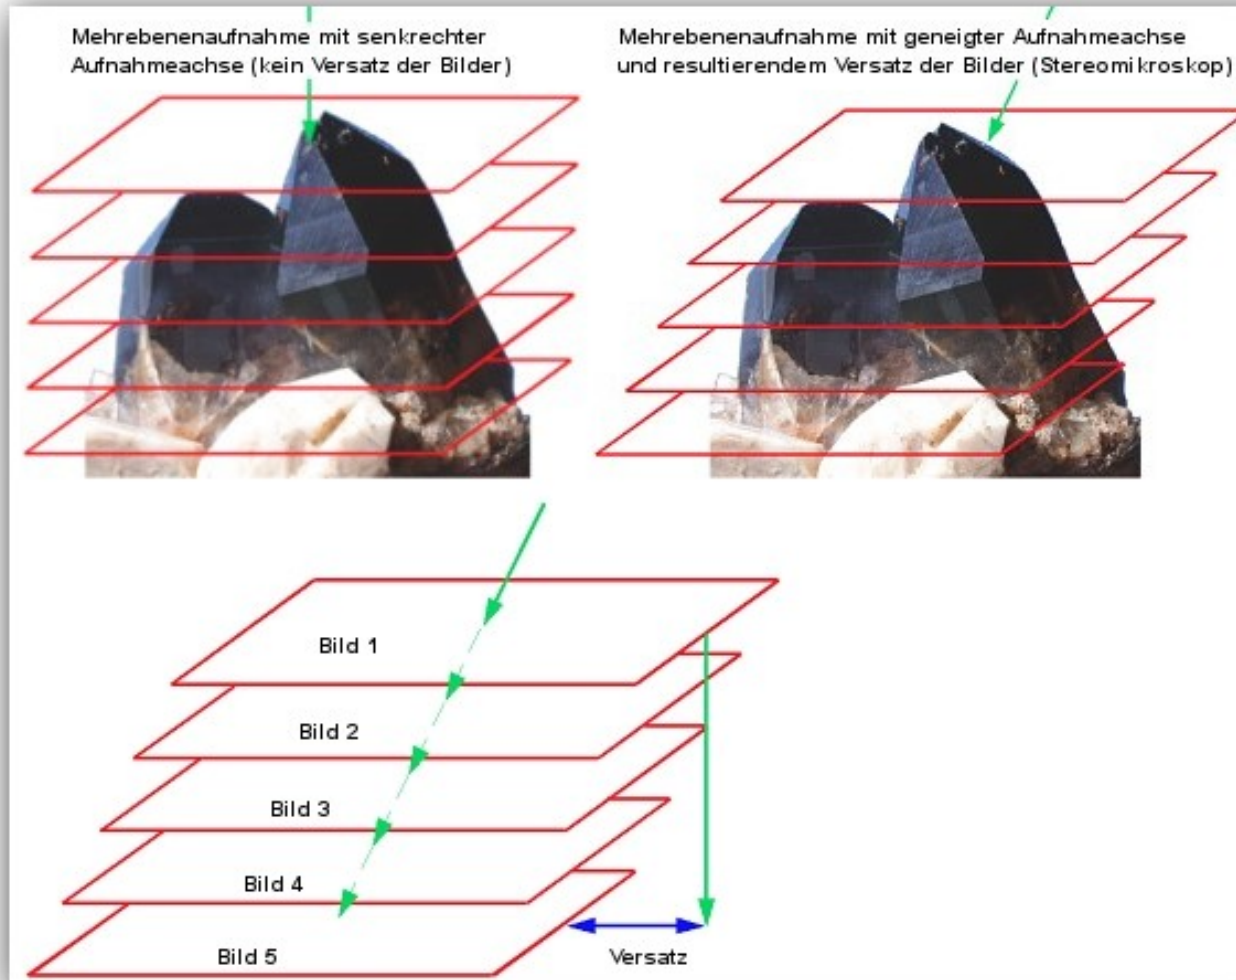 Mehrebenenaufnahme mit senkrechter
Aufnahmeachse (kein Versatz der Bilder)
Mehrebenenaufnahme mit geneigter Aufnahmeachse
und resultierendem Versatz der Bilder (Stereomikroskop)
Bild 1
Bild 2
Bild 3
Bild 4
Bild 5
Versatz